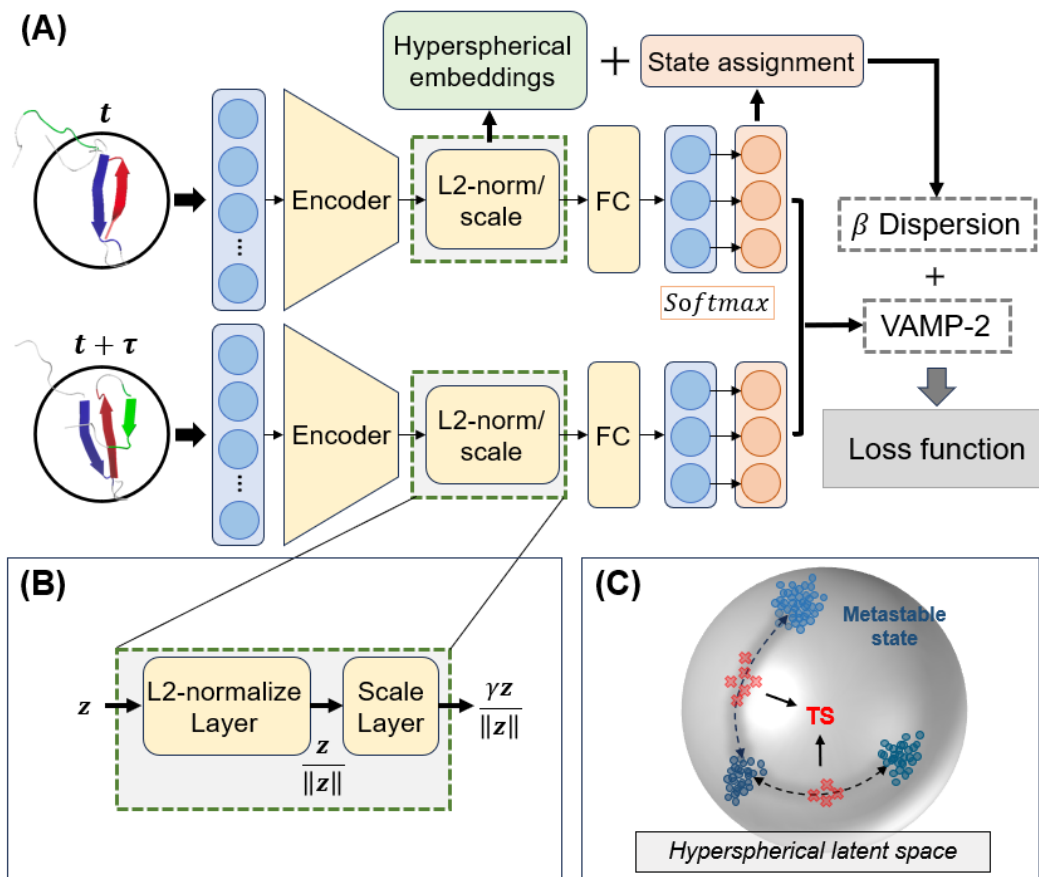 (A)
Hyperspherical
embeddings
+
State assignment
t
Encoder
L2-norm/
scale
FC
Softmax
β Dispersion
+
VAMP-2
Loss function
t + τ
Encoder
L2-norm/
scale
FC
(B)
z
L2-normalize
Layer
z
‖z‖
Scale
Layer
γz
‖z‖
(C)
Metastable
state
TS
Hyperspherical latent space